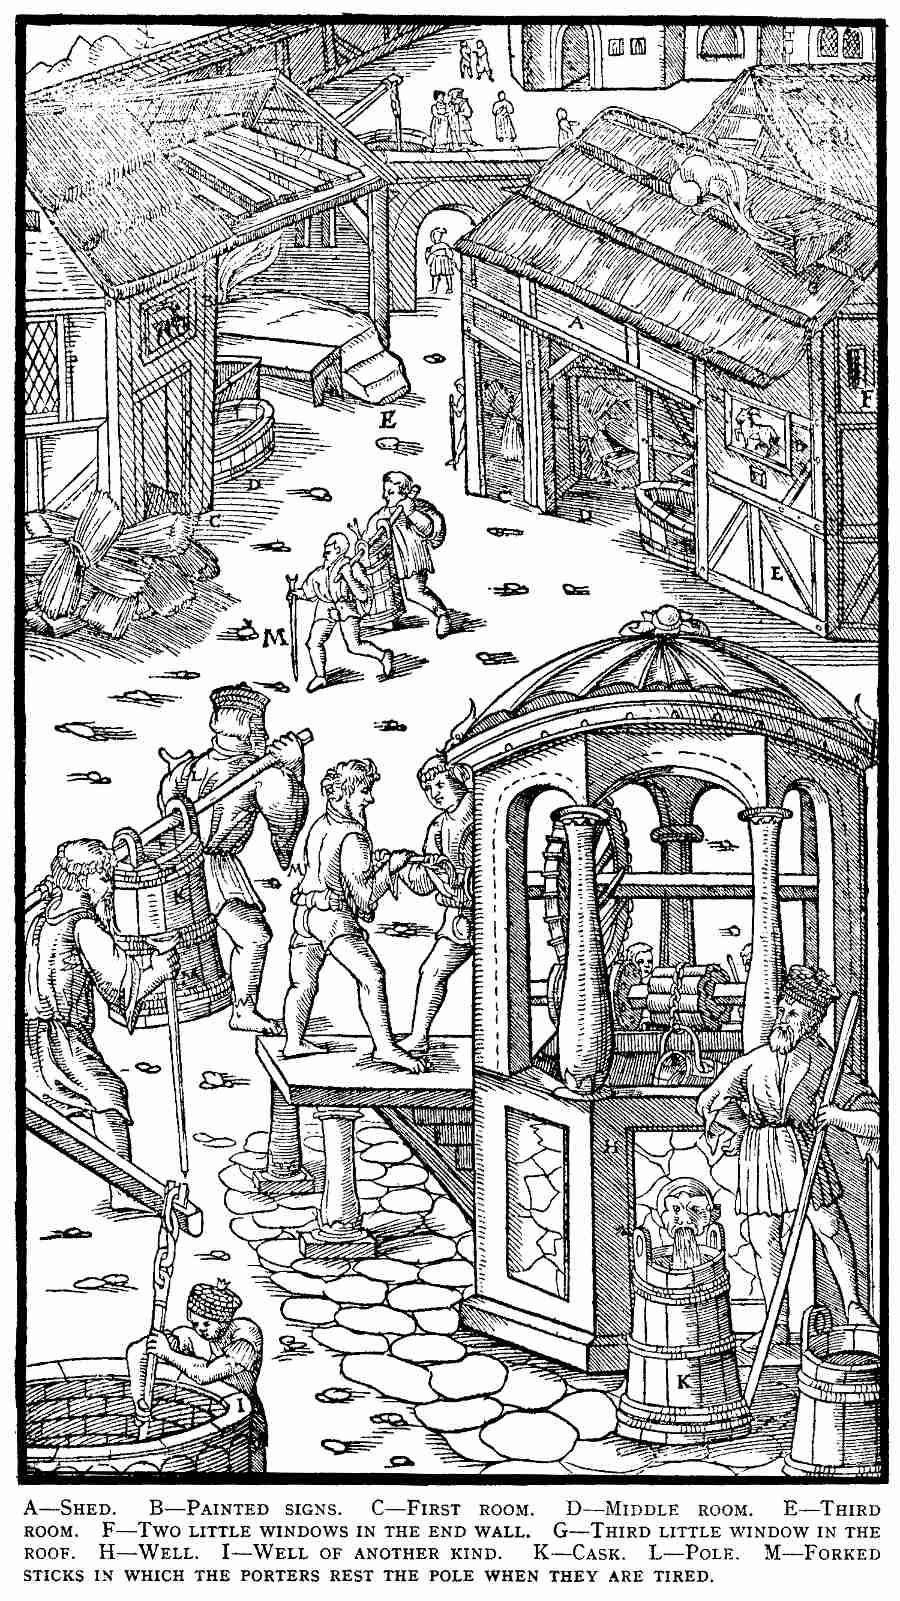 G
A
F
E
B
D
C
C
D
E
M
K
M
H
I
K
A—Shed. B—Painted signs. C—First room. D—Middle room. E—Third
room. F—Two little windows in the end wall. G—Third little window in the
roof. H—Well. I—Well of another kind. K—Cask. L—Pole. M—Forked
sticks in which the porters rest the pole when they are tired.